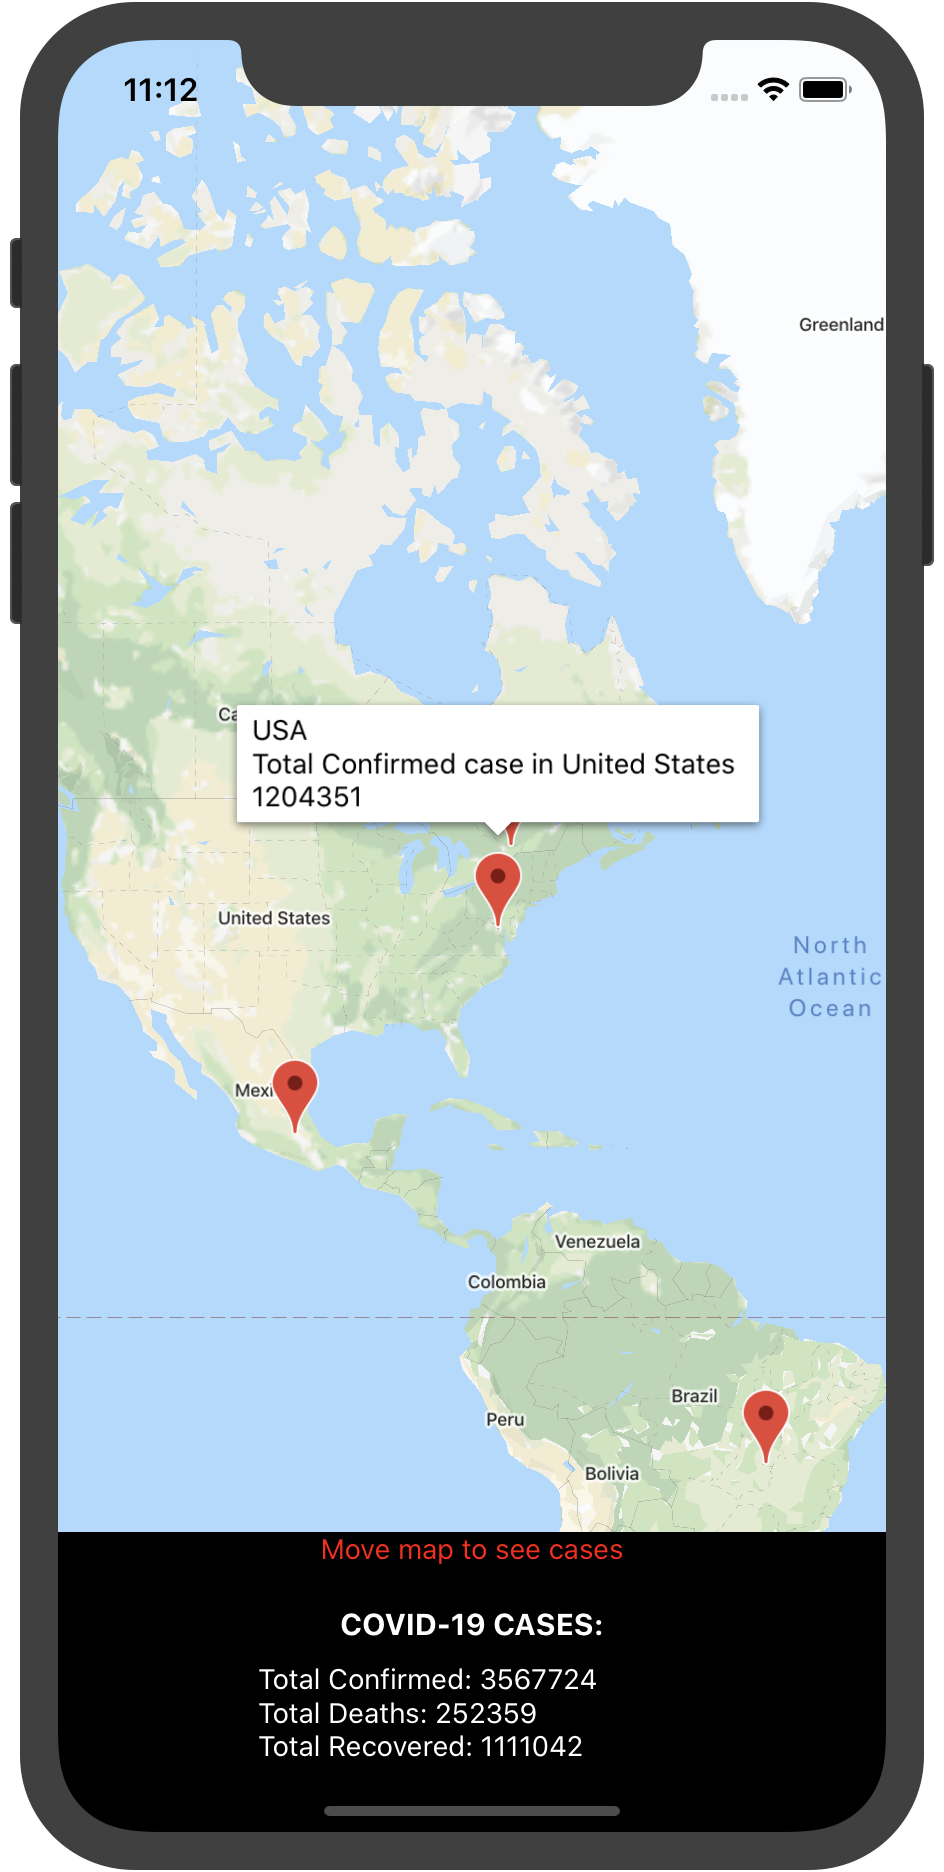 11:12
Greenland
USA
Total Confirmed case in United States
1204351
United States
North
Atlantic
Ocean
Venezuela
Colombia
Brazil
Peru
Bolivia
Move map to see cases
COVID-19 CASES:
Total Confirmed: 3567724
Total Deaths: 252359
Total Recovered: 1111042